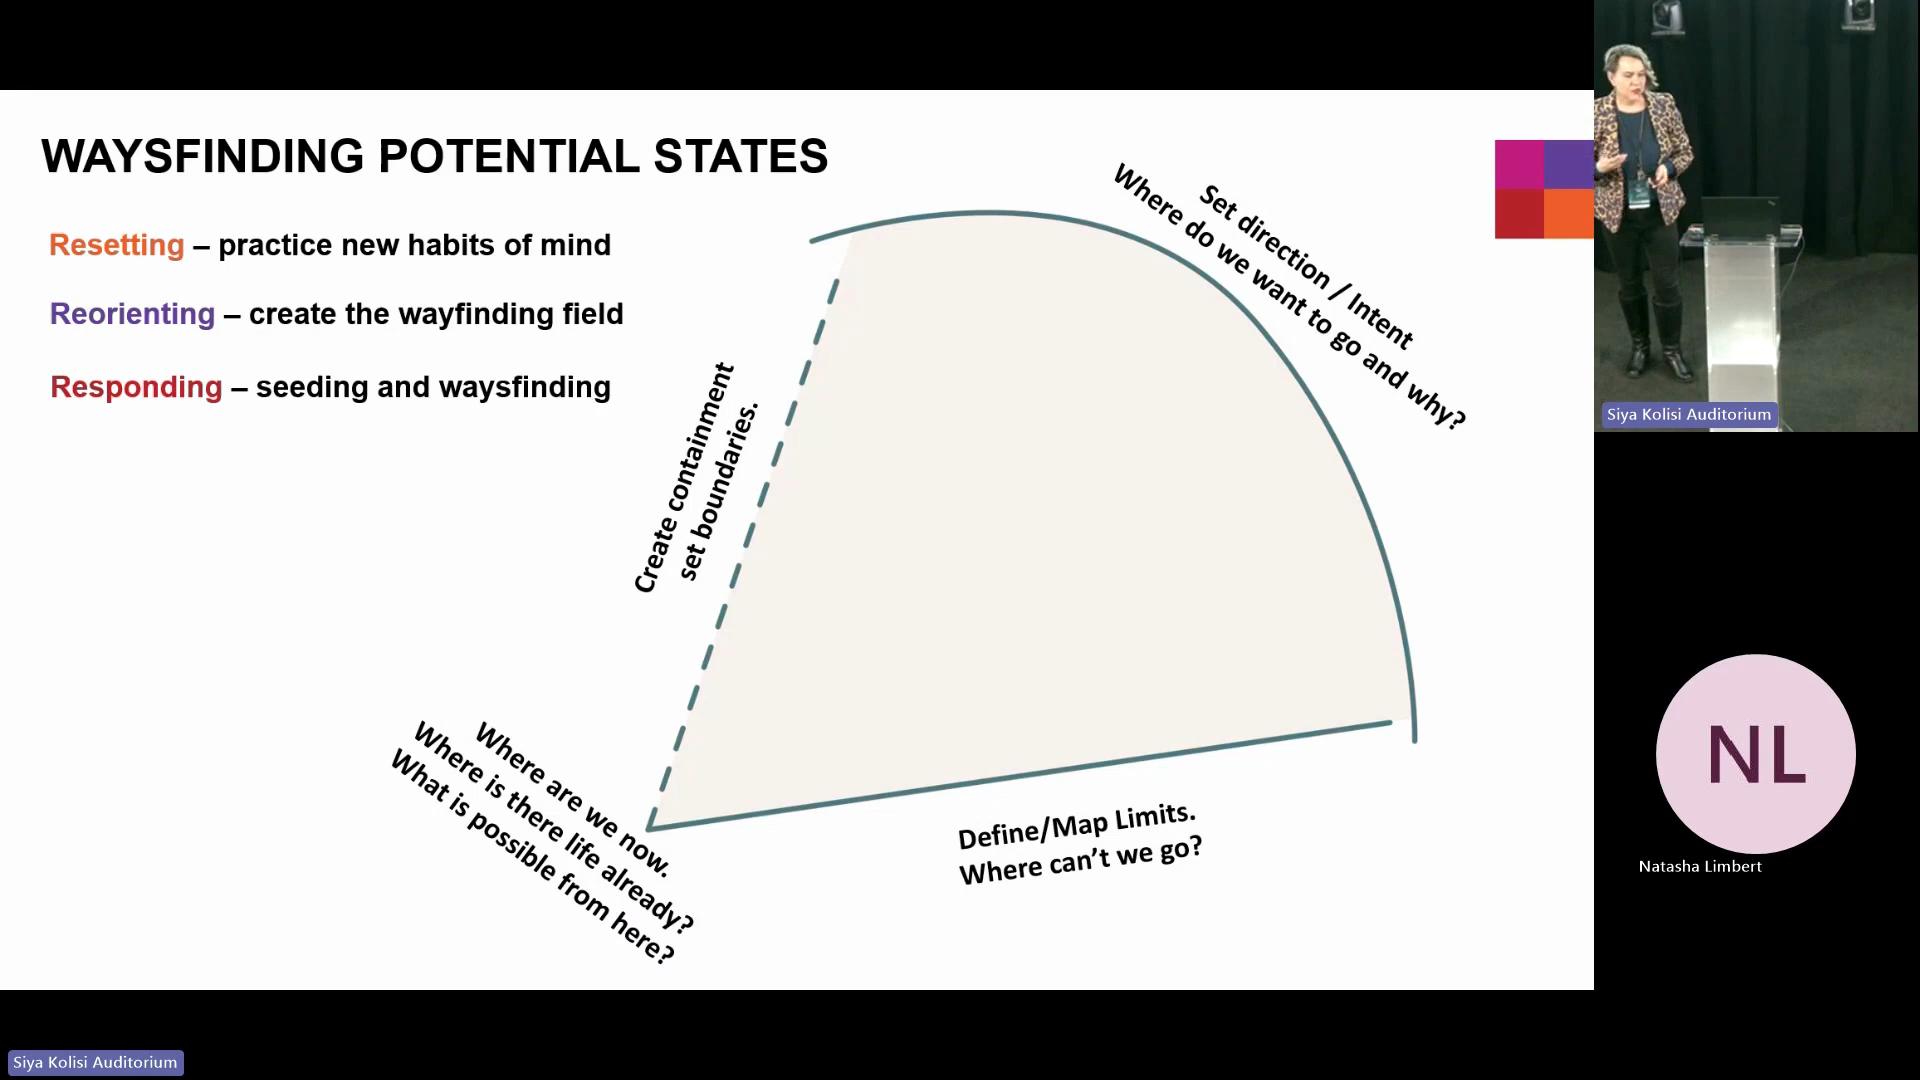 WAYSFINDING POTENTIAL STATES
Resetting – practice new habits of mind
Reorienting – create the wayfinding field
Responding – seeding and waysfinding
Set direction / Intent
Where do we want to go and why?
Create containment
set boundaries.
Where are we now.
Where is there life already?
What is possible from here?
Define/Map Limits.
Where can't we go?
Siya Kolisi Auditorium
NL
Natasha Limbert
Siya Kolisi Auditorium